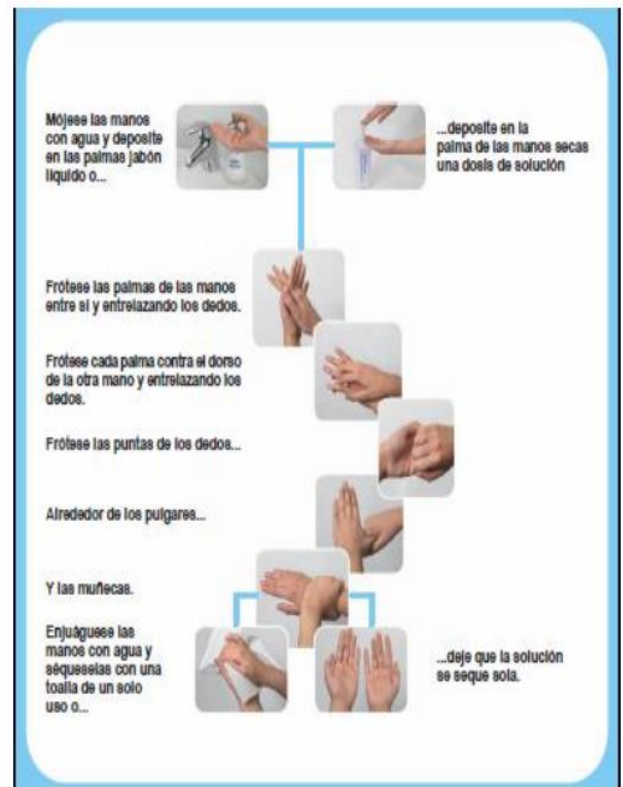 Mójese las manos
con agua y deposite
en las palmas jabón
líquido o...
...deposite en la
palma de las manos secas
una dosis de solución
Frótese las palmas de las manos
entre sí y entrelazando los dedos.
Frótese cada palma contra el dorso
de la otra mano y entrelazando los
dedos.
Frótese las puntas de los dedos...
Alrededor de los pulgares...
Y las muñecas.
Enjuáguese las
manos con agua y
séqueselas con una
toalla de un solo
uso o...
...deje que la solución
se seque sola.